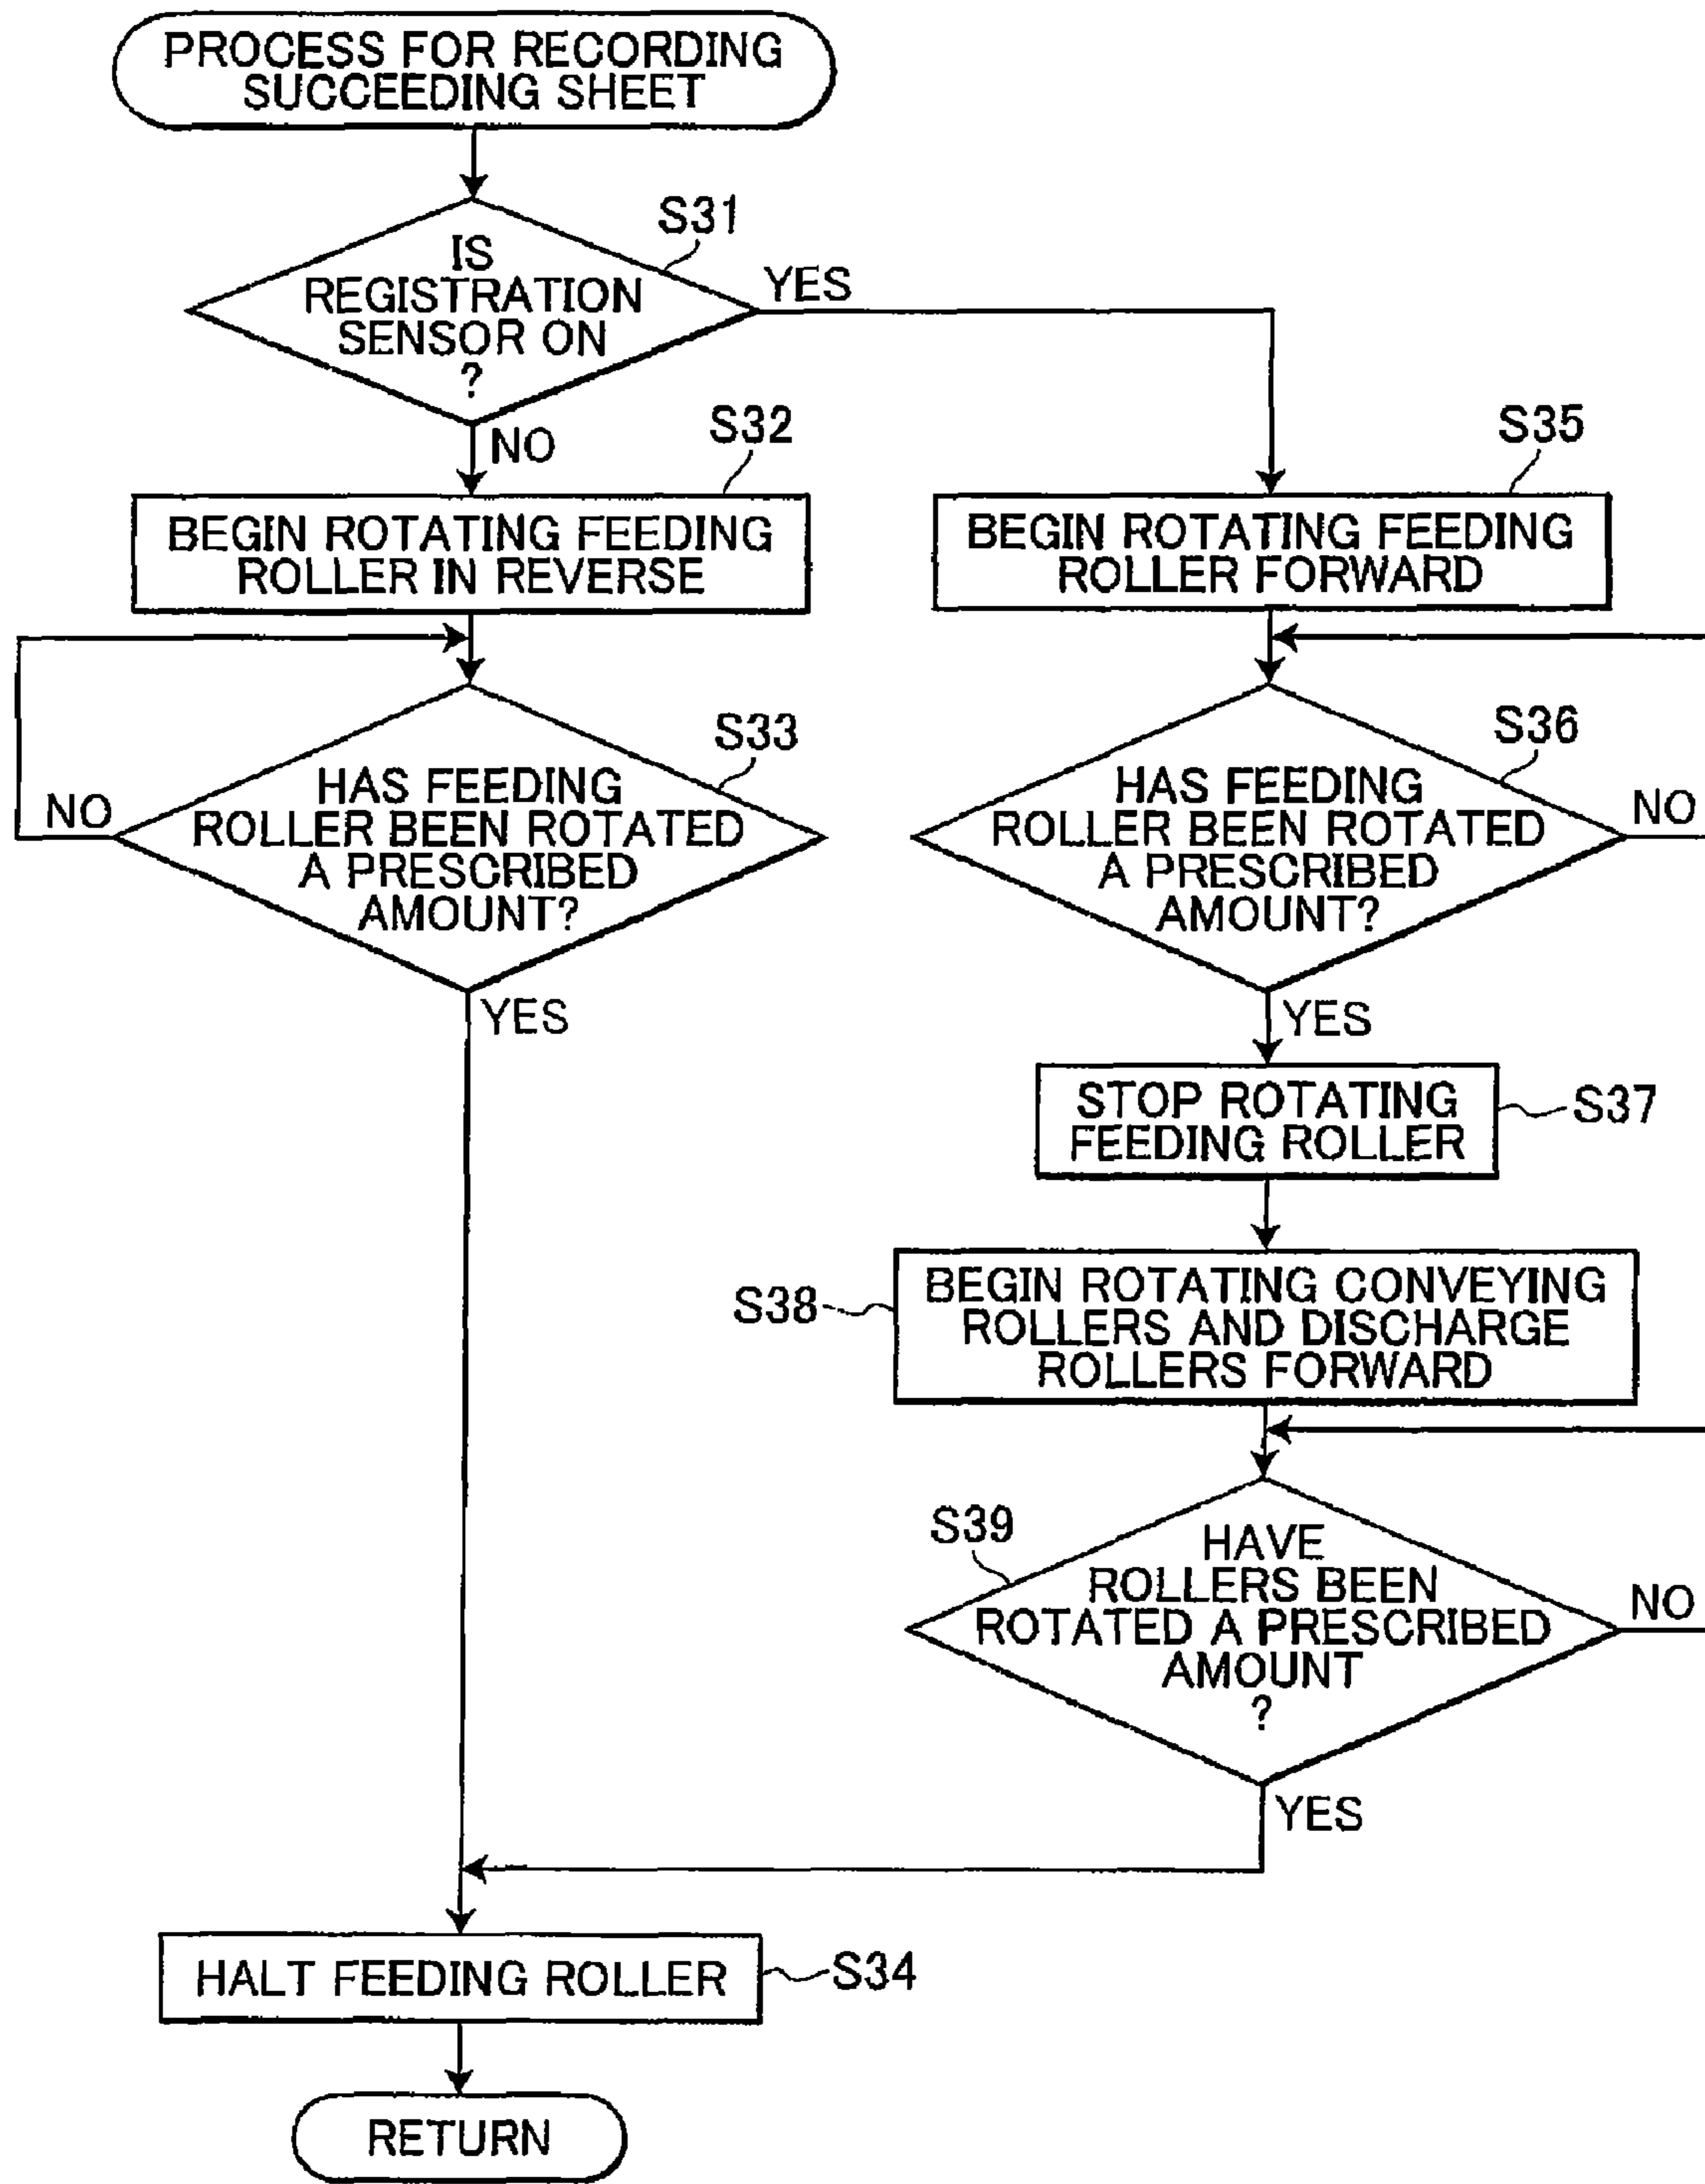 PROCESS FOR RECORDING
SUCCEEDING SHEET
S31
IS
REGISTRATION
SENSOR ON
?
YES
NO
S32
BEGIN ROTATING FEEDING
ROLLER IN REVERSE
S35
BEGIN ROTATING FEEDING
ROLLER FORWARD
S33
HAS FEEDING
ROLLER BEEN ROTATED
A PRESCRIBED
AMOUNT?
NO
YES
S36
HAS FEEDING
ROLLER BEEN ROTATED
A PRESCRIBED
AMOUNT?
NO
YES
STOP ROTATING
FEEDING ROLLER
S37
S38
BEGIN ROTATING CONVEYING
ROLLERS AND DISCHARGE
ROLLERS FORWARD
S39
HAVE
ROLLERS BEEN
ROTATED A PRESCRIBED
AMOUNT
?
NO
YES
HALT FEEDING ROLLER
S34
RETURN